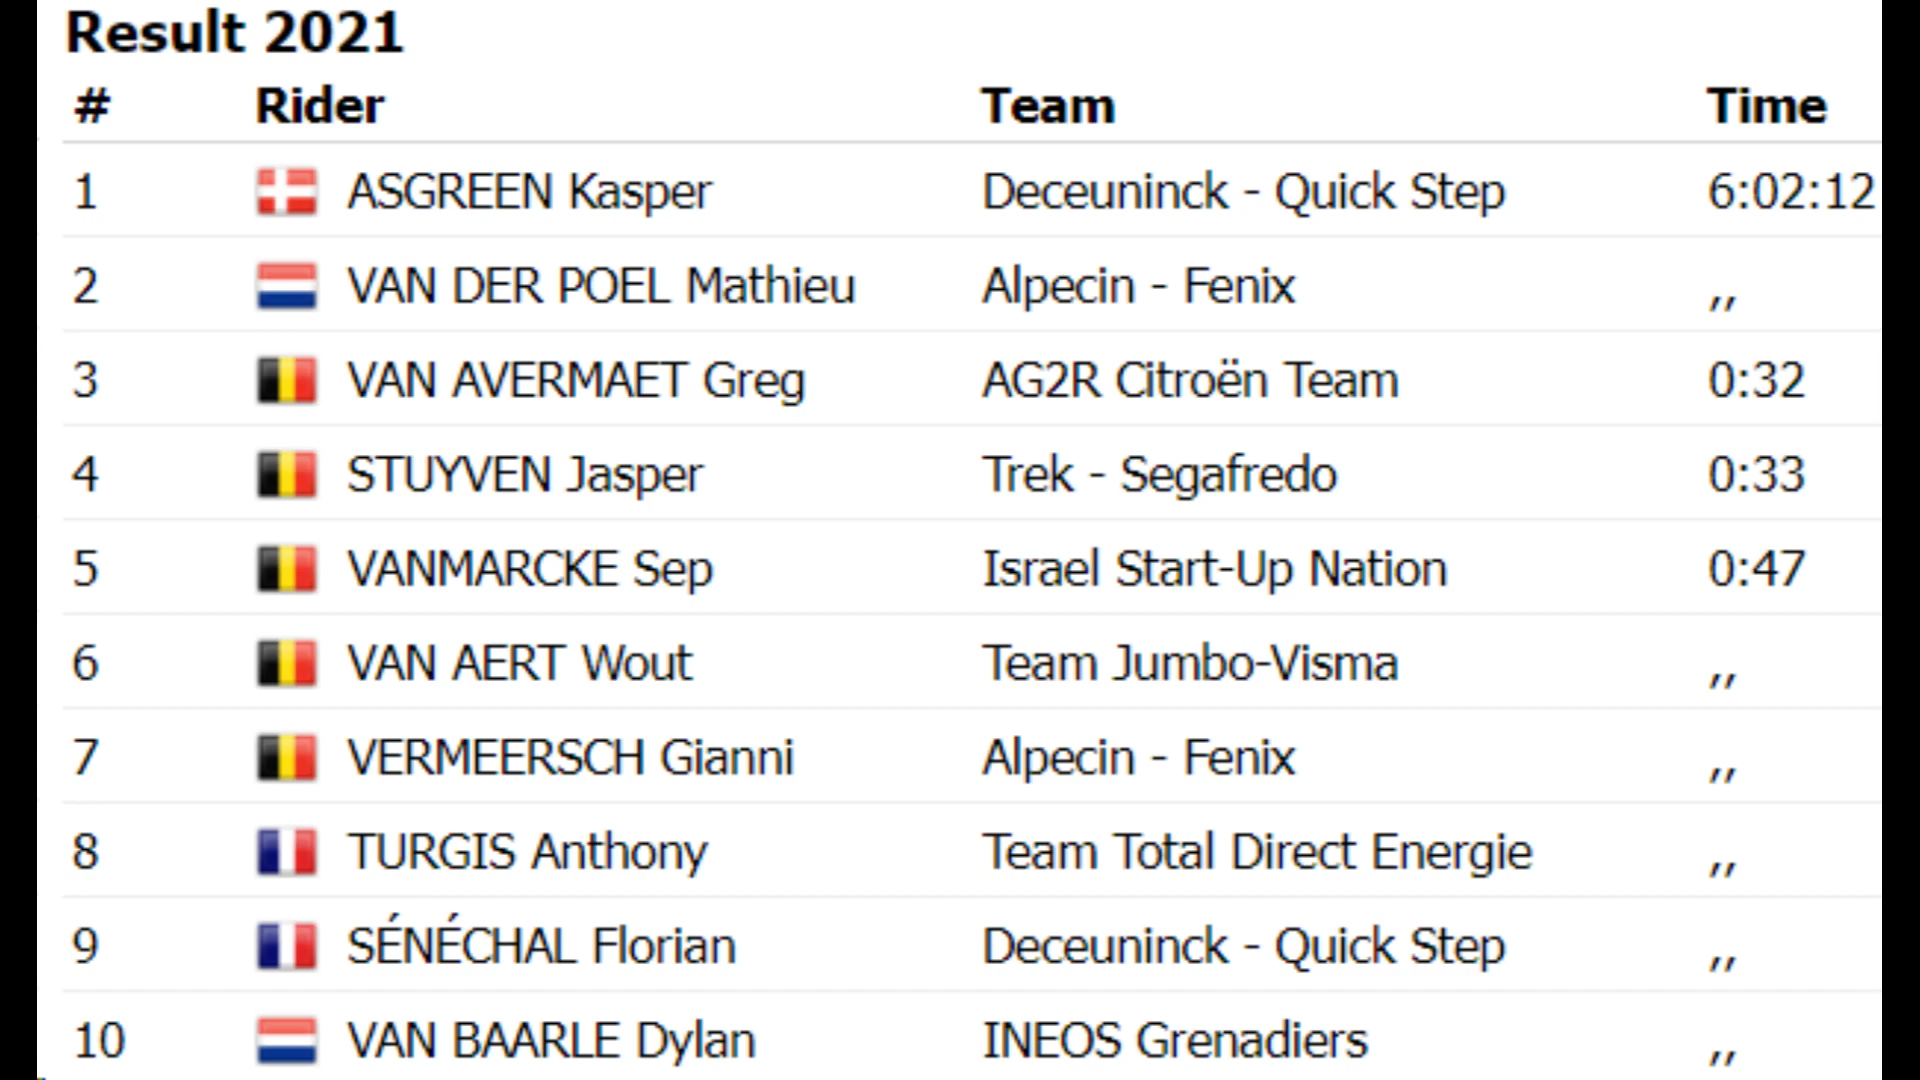 Result 2021
# Rider Team Time
1 ASGREEN Kasper Deceuninck - Quick Step 6:02:12
2 VAN DER POEL Mathieu Alpecin - Fenix ,,
3 VAN AVERMAET Greg AG2R Citroën Team 0:32
4 STUYVEN Jasper Trek - Segafredo 0:33
5 VANMARCKE Sep Israel Start-Up Nation 0:47
6 VAN AERT Wout Team Jumbo-Visma ,,
7 VERMEERSCH Gianni Alpecin - Fenix ,,
8 TURGIS Anthony Team Total Direct Energie ,,
9 SÉNÉCHAL Florian Deceuninck - Quick Step ,,
10 VAN BAARLE Dylan INEOS Grenadiers ,,